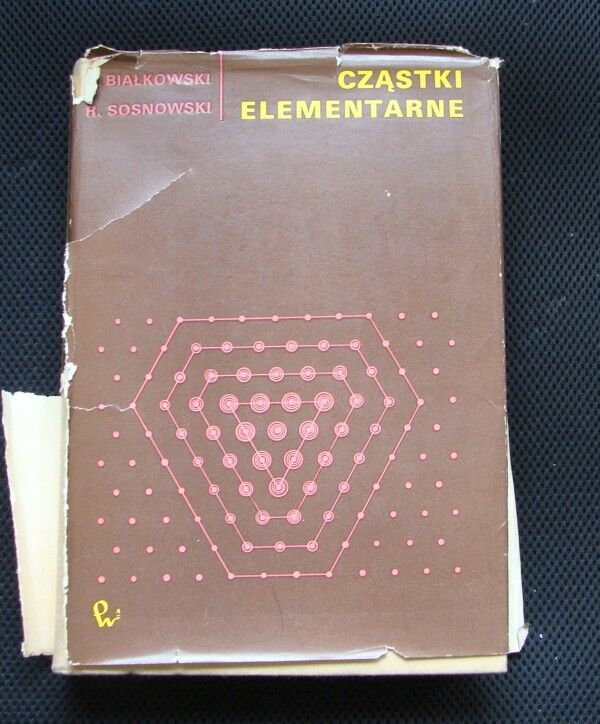 BIAŁKOWSKI
R. SOSNOWSKI
CZĄSTKI
ELEMENTARNE